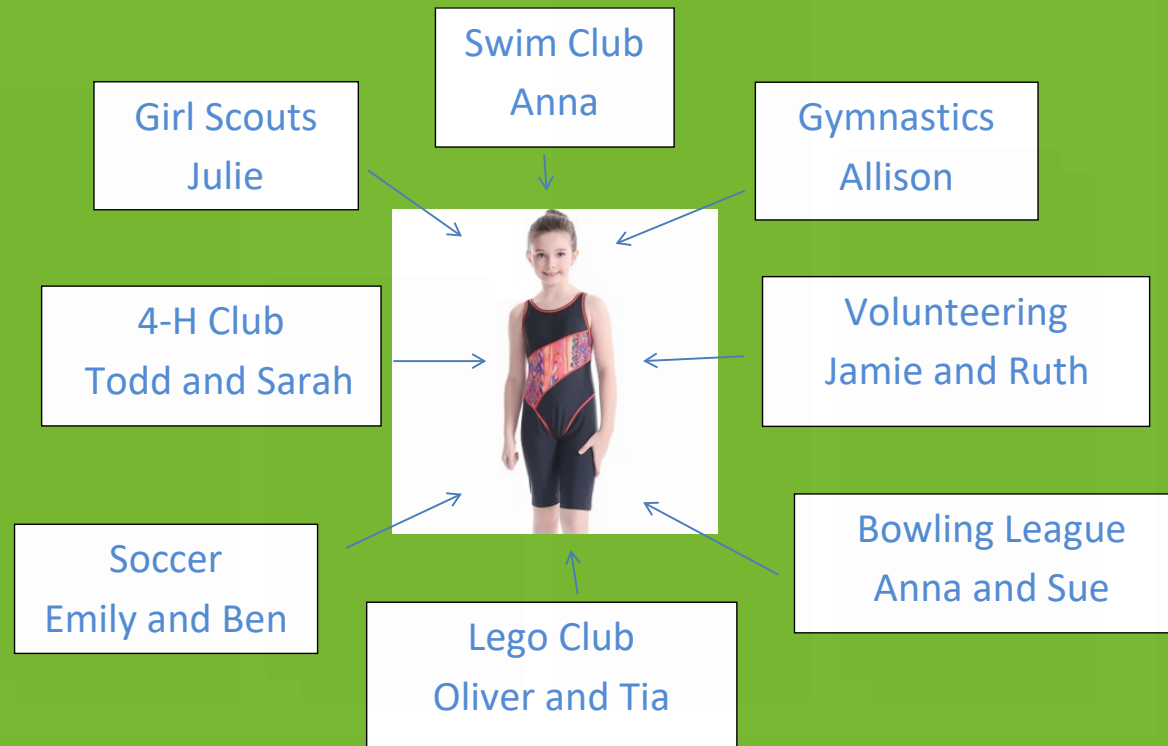 Swim Club
Anna
Girl Scouts
Julie
Gymnastics
Allison
4-H Club
Todd and Sarah
Volunteering
Jamie and Ruth
Soccer
Emily and Ben
Bowling League
Anna and Sue
Lego Club
Oliver and Tia